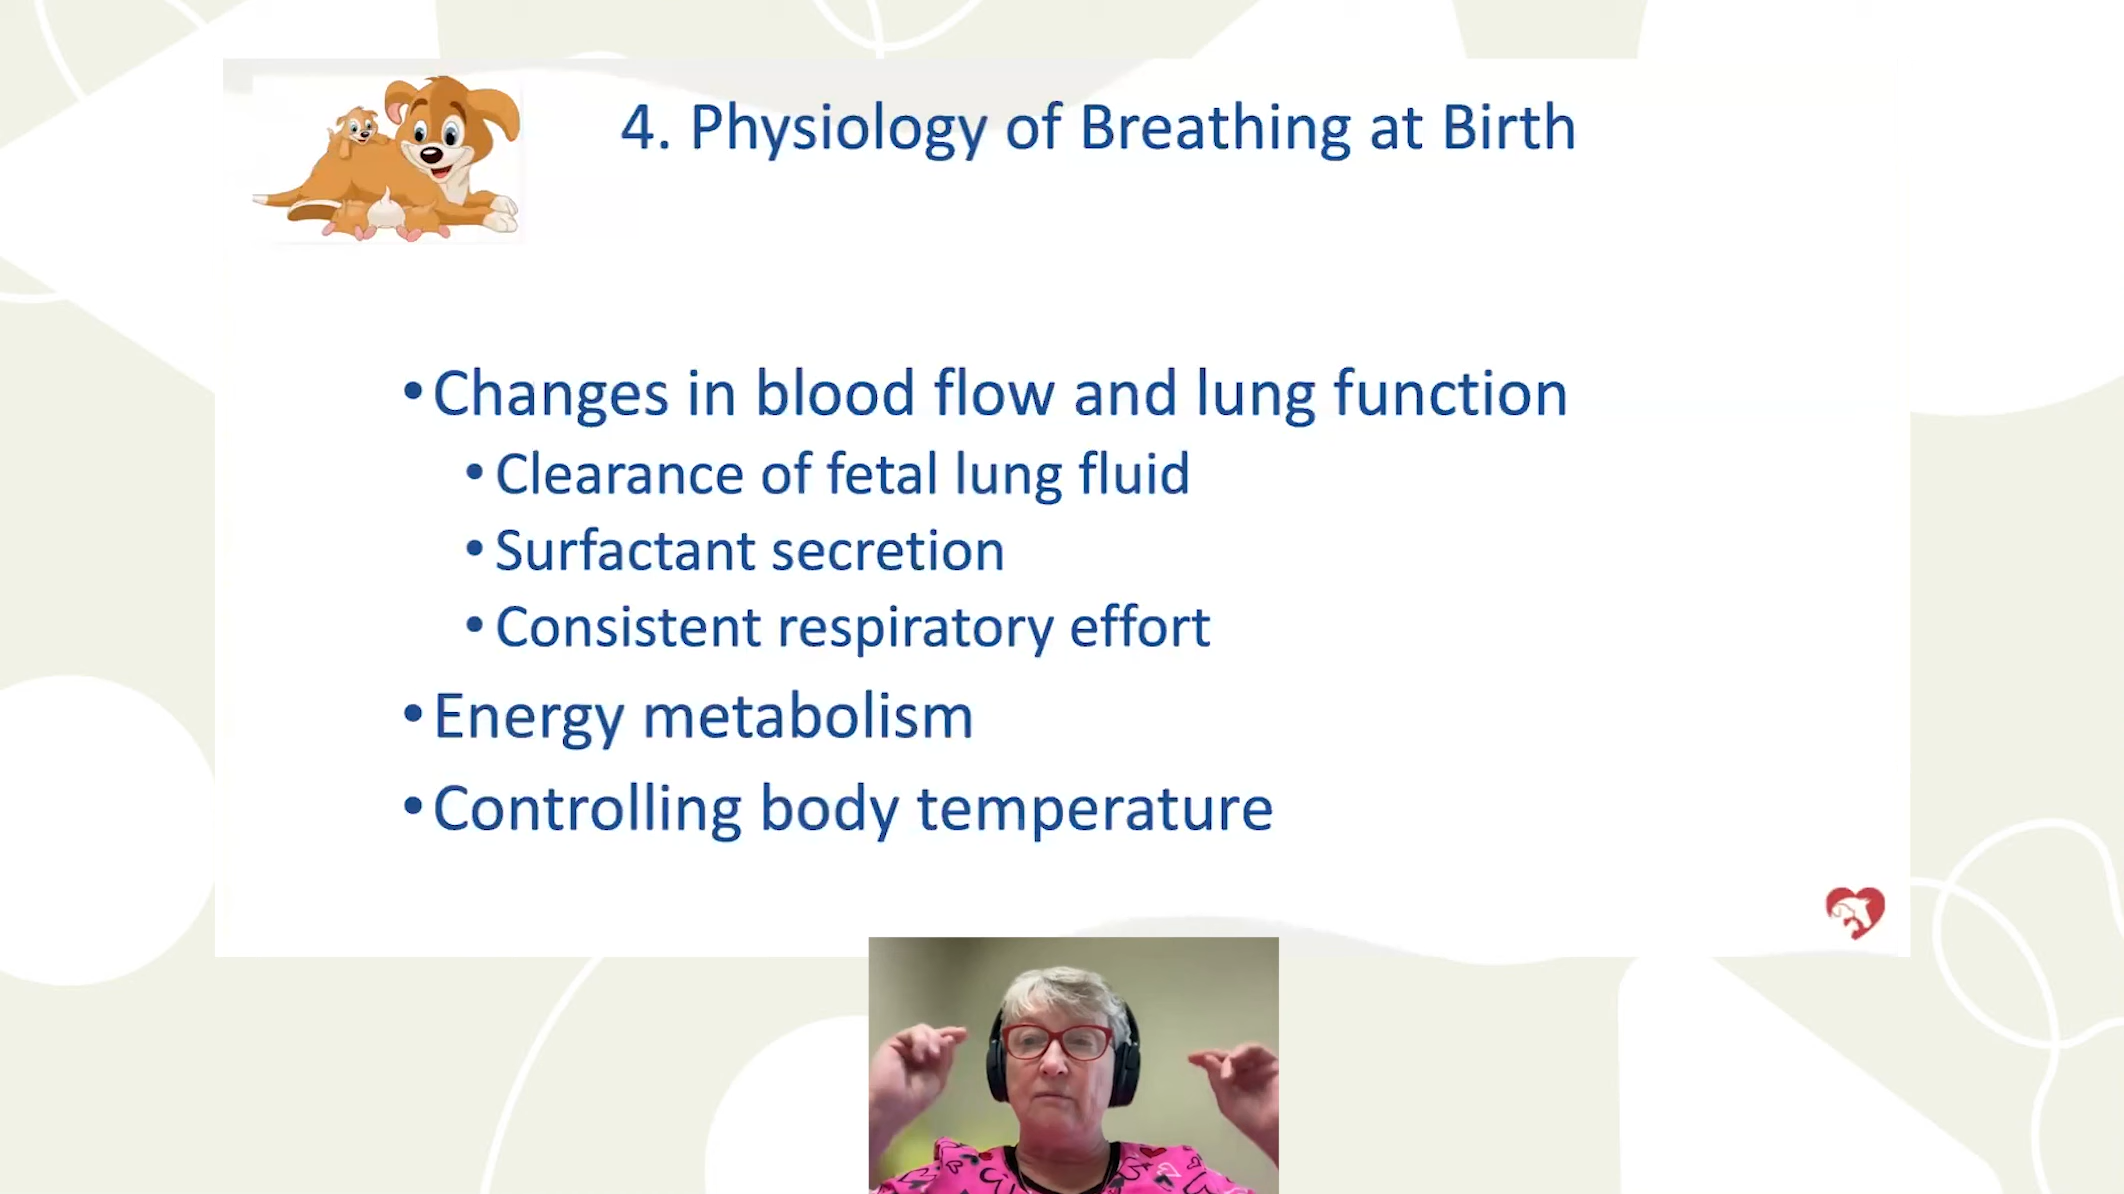 4. Physiology of Breathing at Birth
•Changes in blood flow and lung function
•Clearance of fetal lung fluid
•Surfactant secretion
•Consistent respiratory effort
•Energy metabolism
•Controlling body temperature